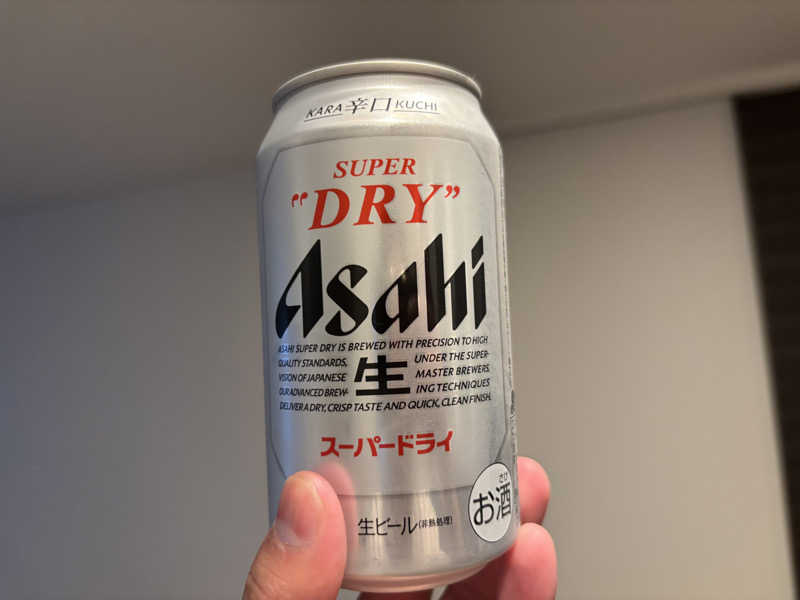 KARA 辛口 KUCHI
SUPER
"DRY"
Asahi
ASAHI SUPER DRY IS BREWED WITH PRECISION TO HIGH
QUALITY STANDARDS, UNDER THE SUPER-
VISION OF JAPANESE MASTER BREWERS.
OUR ADVANCED BREW- ING TECHNIQUES
DELIVER A DRY, CRISP TASTE AND QUICK, CLEAN FINISH.
生
スーパードライ
生ビール(非熱処理)
さけ
お酒